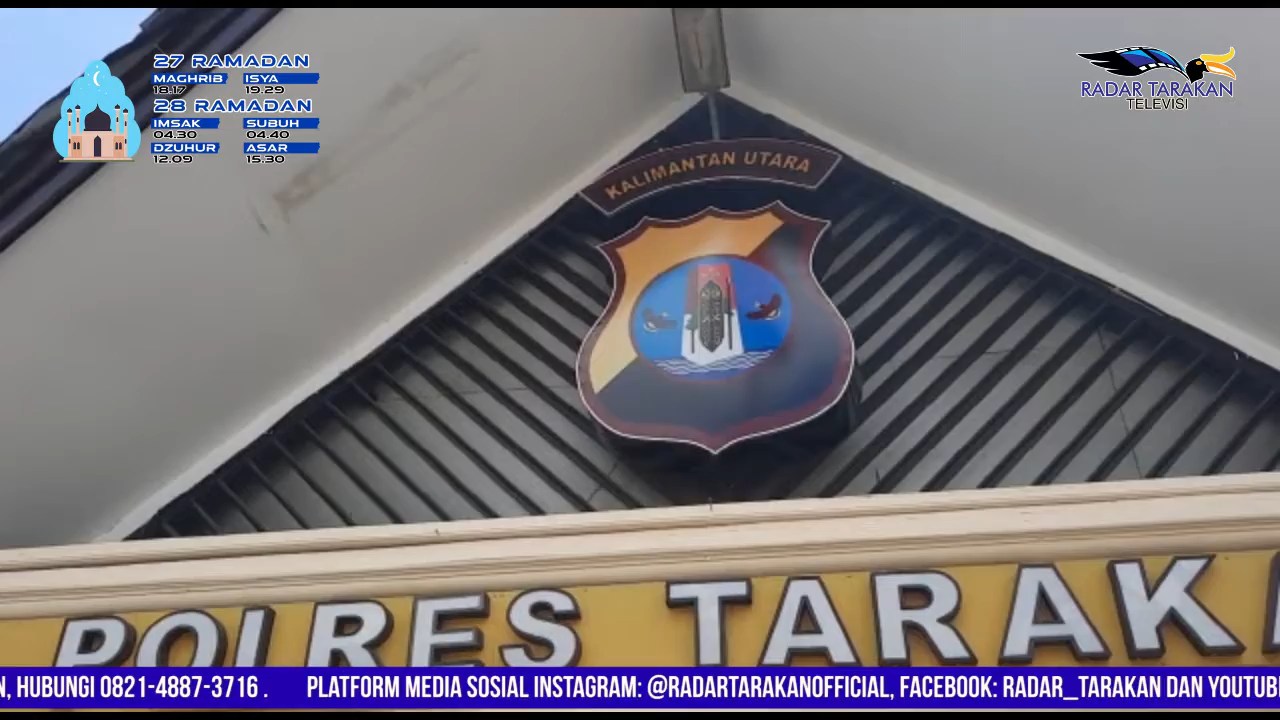 27 RAMADAN
MAGHRIB ISYA
18.17 19.29
28 RAMADAN
IMSAK SUBUH
04.30 04.40
DZUHUR ASAR
12.09 15.30
RADAR TARAKAN
TELEVISI
KALIMANTAN UTARA
POLRES TARAK
N, HUBUNGI 0821-4887-3716 . PLATFORM MEDIA SOSIAL INSTAGRAM: @RADARTARAKANOFFICIAL, FACEBOOK: RADAR_TARAKAN DAN YOUTUBE